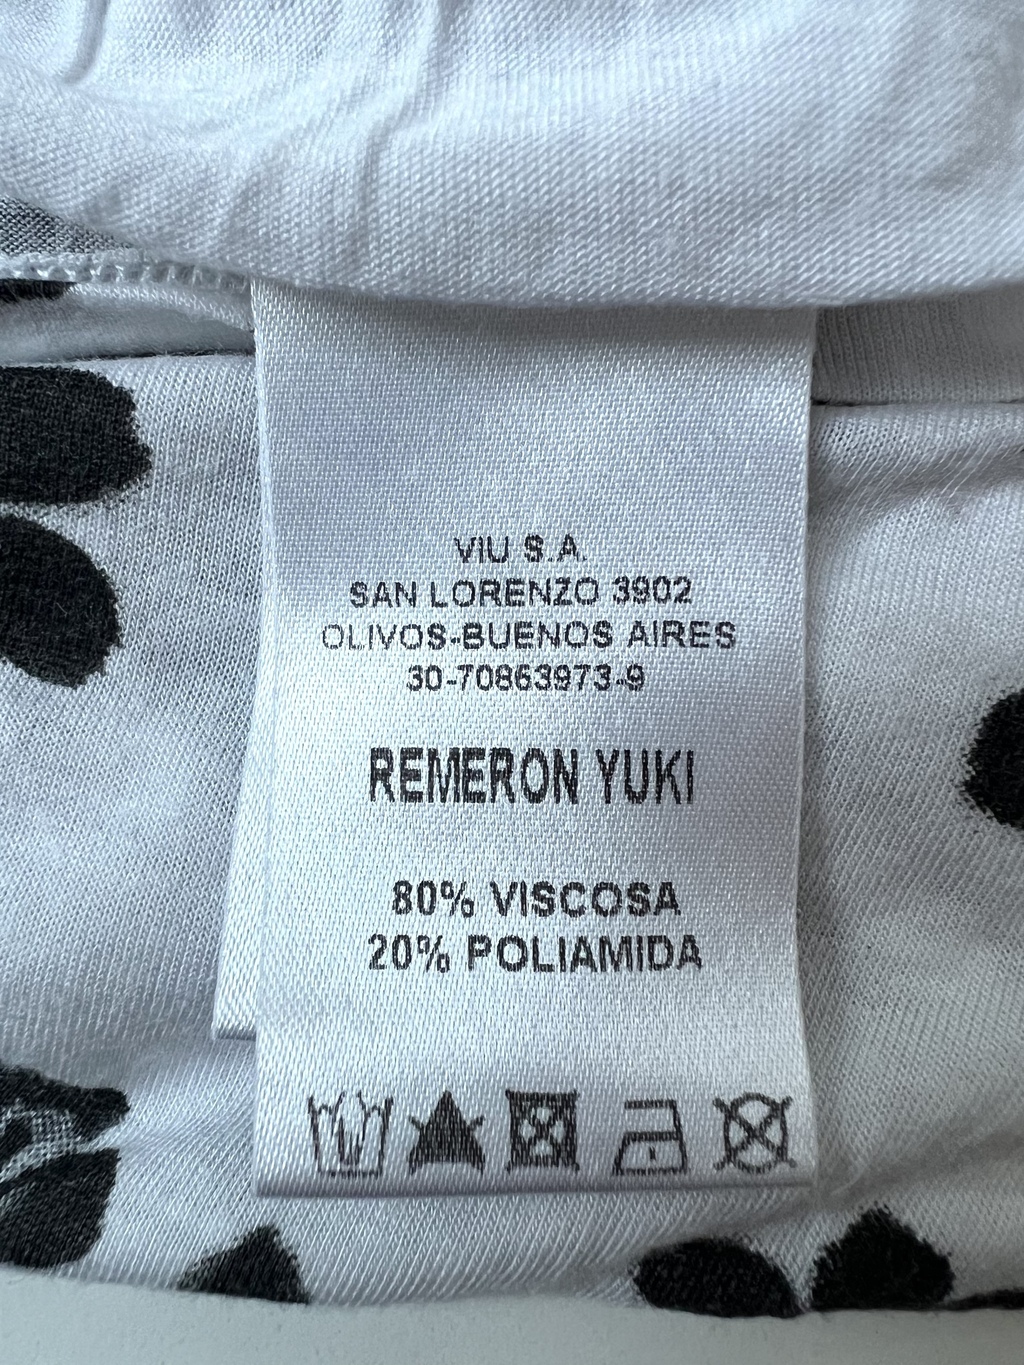 VIU S.A.
SAN LORENZO 3902
OLIVOS-BUENOS AIRES
30-70863973-9
REMERON YUKI
80% VISCOSA
20% POLIAMIDA